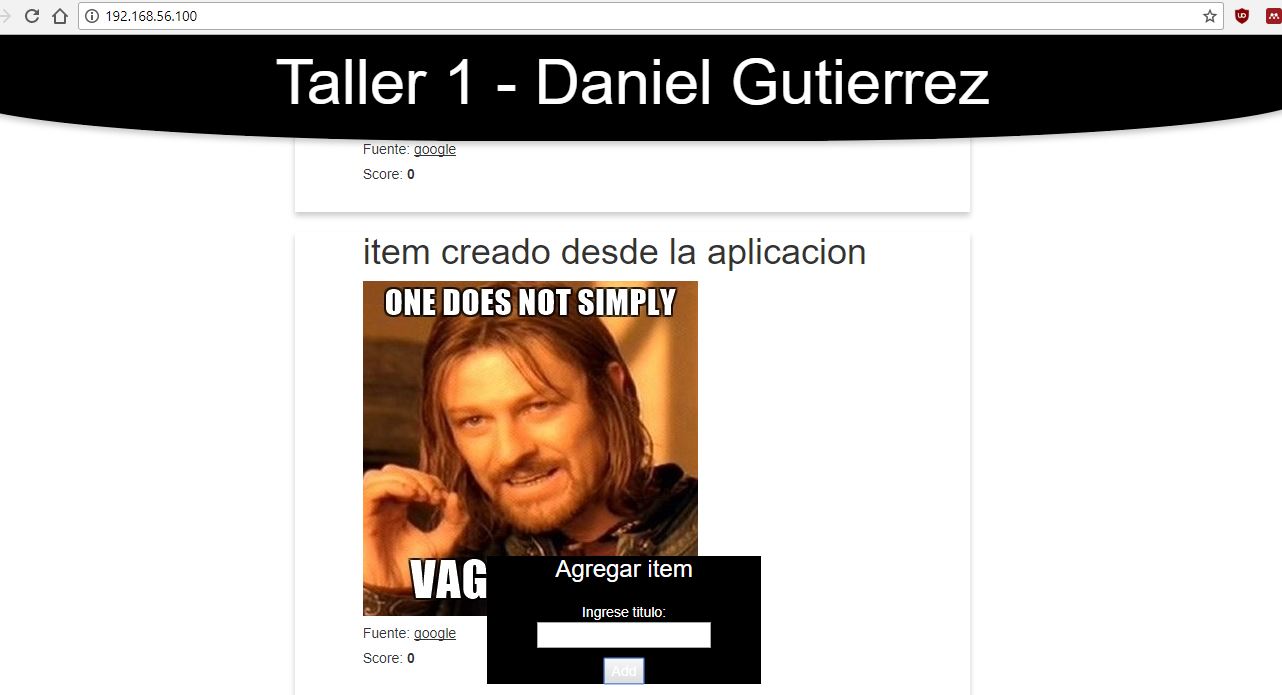 192.168.56.100
Taller 1 - Daniel Gutierrez
Fuente: google
Score: 0
item creado desde la aplicacion
ONE DOES NOT SIMPLY
Fuente: google
Score: 0
Agregar item
Ingrese titulo:
Add